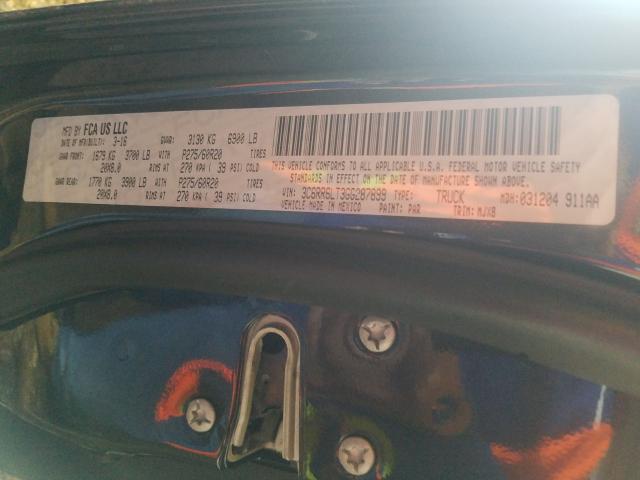 MFD BY FCA US LLC
DATE OF MFR/BUILT: 3-16 GVWR: 3130 KG 6900 LB
GAWR FRONT: 1679 KG 3700 LB WITH P275/60R20 TIRES
20X8.0 RIMS AT 270 KPA ( 39 PSI) COLD
GAWR REAR: 1770 KG 3900 LB WITH P275/60R20 TIRES
20X8.0 RIMS AT 270 KPA ( 39 PSI) COLD
THIS VEHICLE CONFORMS TO ALL APPLICABLE U.S.A. FEDERAL MOTOR VEHICLE SAFETY
STANDARDS IN EFFECT ON THE DATE OF MANUFACTURE SHOWN ABOVE.
VIN: 3C6RR6LT3GG287899 TYPE: TRUCK MDH: 031204 911AA
VEHICLE MADE IN MEXICO PAINT: PAR TRIM: MJX8